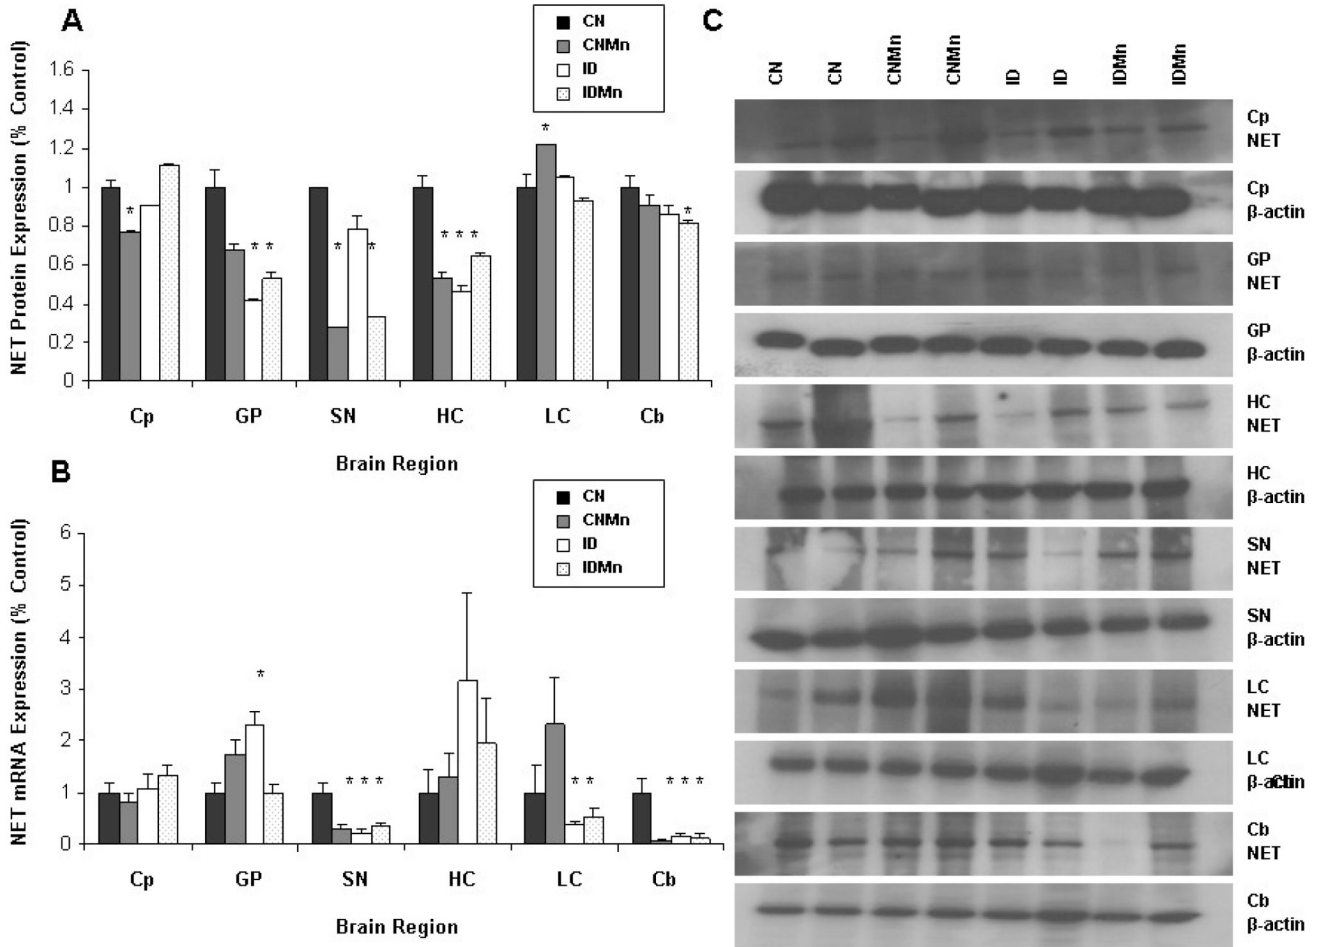 A
CN
CNMn
ID
IDMn
NET Protein Expression (% Control)
1.6
1.4
1.2
1
0.8
0.6
0.4
0.2
0
*
* *
* *
* * *
*
*
Cp GP SN HC LC Cb
Brain Region
B
CN
CNMn
ID
IDMn
NET mRNA Expression (% Control)
6
5
4
3
2
1
0
*
* * *
* *
* * *
Cp GP SN HC LC Cb
Brain Region
C
CN CN CNMn CNMn ID ID IDMn IDMn
Cp
NET
Cp
β-actin
GP
NET
GP
β-actin
HC
NET
HC
β-actin
SN
NET
SN
β-actin
LC
NET
LC
β-actin
Cb
NET
Cb
β-actin